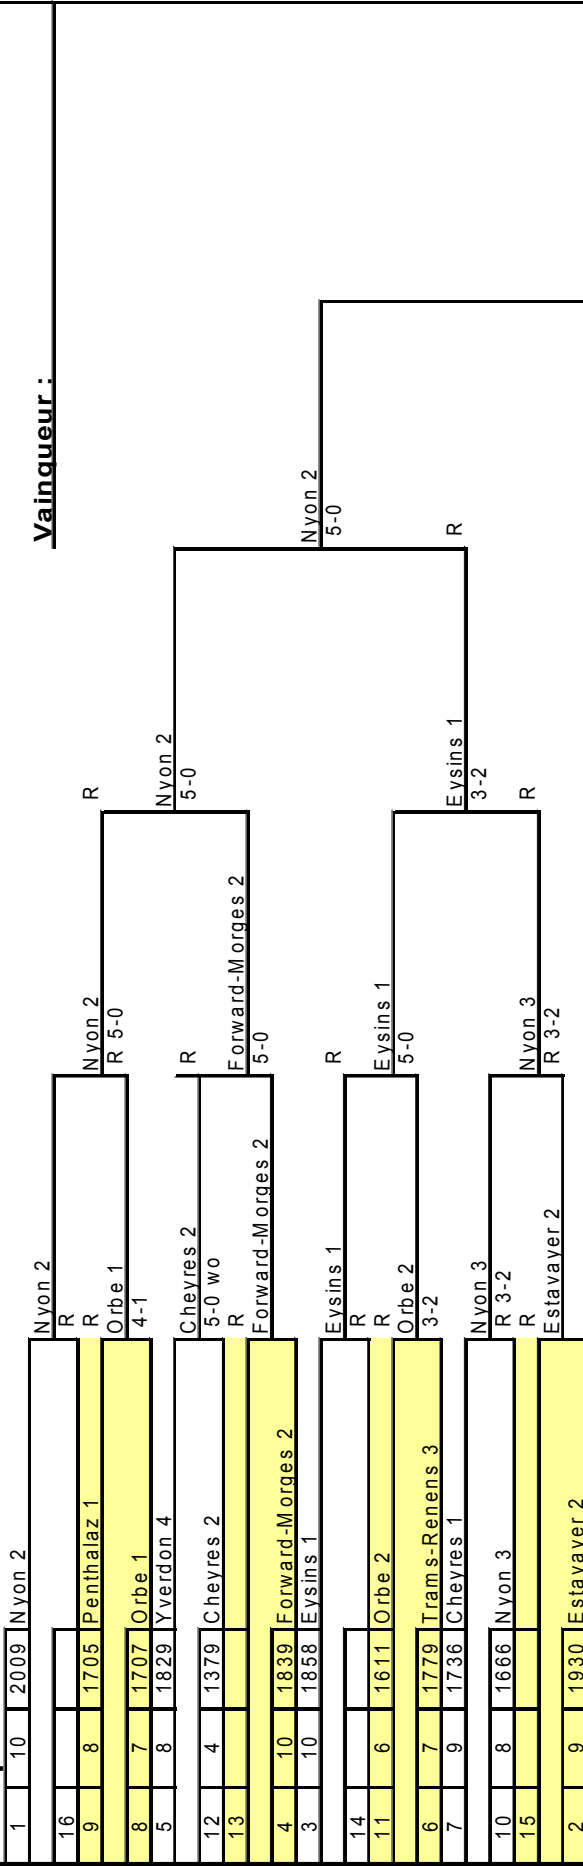 Vainqueur :
1 10 2009 Nyon 2
16
9 8 1705 Penthalaz 1
8 7 1707 Orbe 1
5 8 1829 Yverdon 4
12 4 1379 Cheyres 2
13
4 10 1839 Forward-Morges 2
3 10 1858 Eysins 1
14
11 6 1611 Orbe 2
6 7 1779 Trams-Renens 3
7 9 1736 Cheyres 1
10 8 1666 Nyon 3
15
2 9 1930 Estavayer 2
Nyon 2
R
R
Orbe 1
4-1
Cheyres 2
5-0 wo
R
Forward-Morges 2
Eysins 1
R
R
Orbe 2
3-2
Nyon 3
R 3-2
R
Estavayer 2
Nyon 2
R 5-0
R
Forward-Morges 2
5-0
R
Eysins 1
5-0
Nyon 3
R 3-2
R
Nyon 2
5-0
Eysins 1
3-2
R
Nyon 2
5-0
R